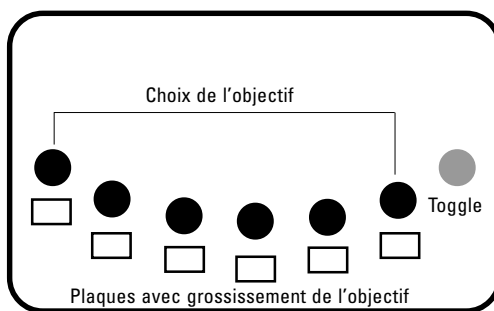 Choix de l'objectif
Toggle
Plaques avec grossissement de l'objectif